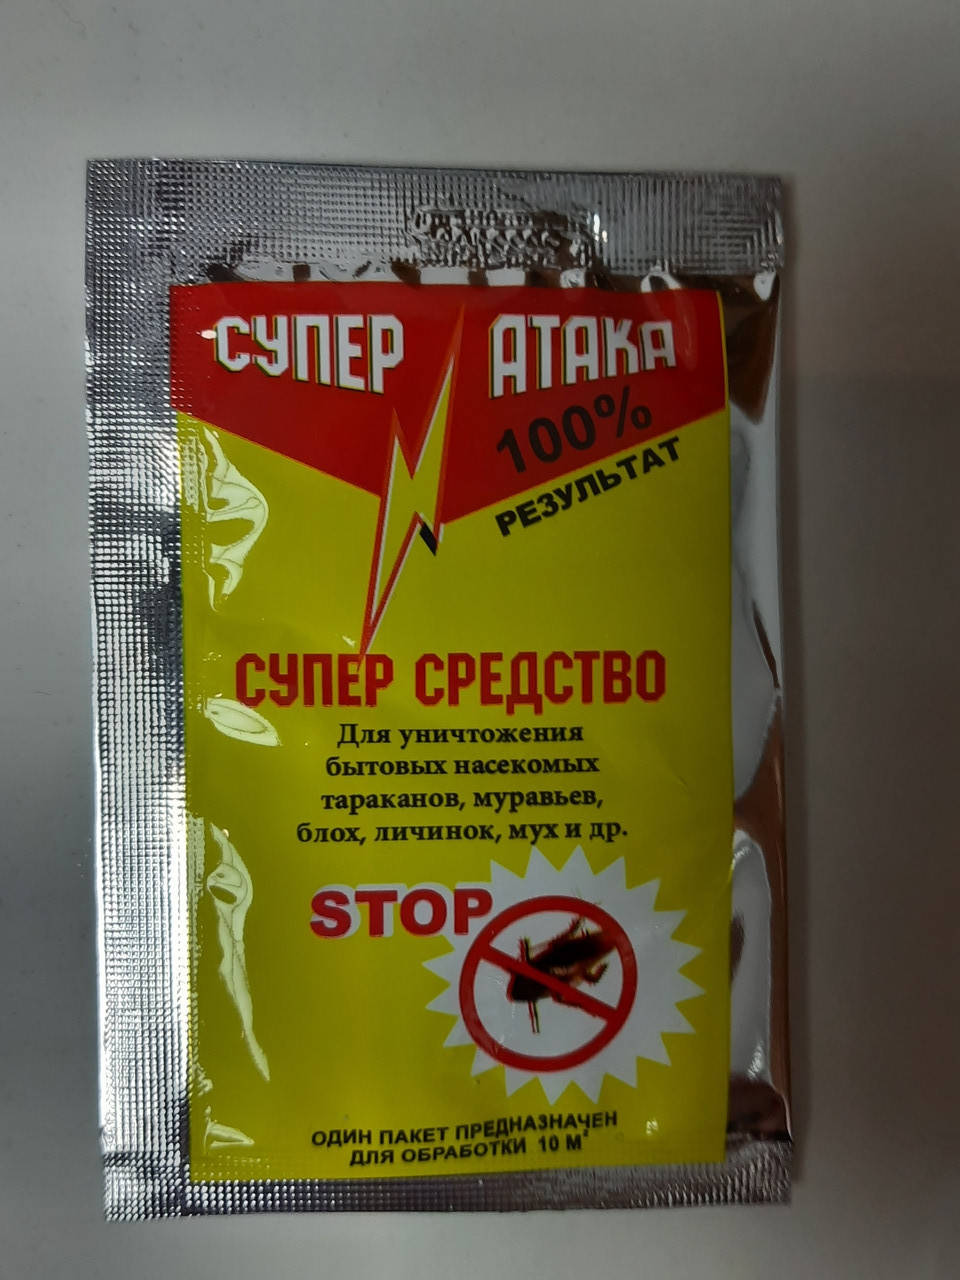 СУПЕР АТАКА
100%
РЕЗУЛЬТАТ
СУПЕР СРЕДСТВО
Для уничтожения
бытовых насекомых
тараканов, муравьев,
блох, личинок, мух и др.
STOP
ОДИН ПАКЕТ ПРЕДНАЗНАЧЕН
ДЛЯ ОБРАБОТКИ 10 М²